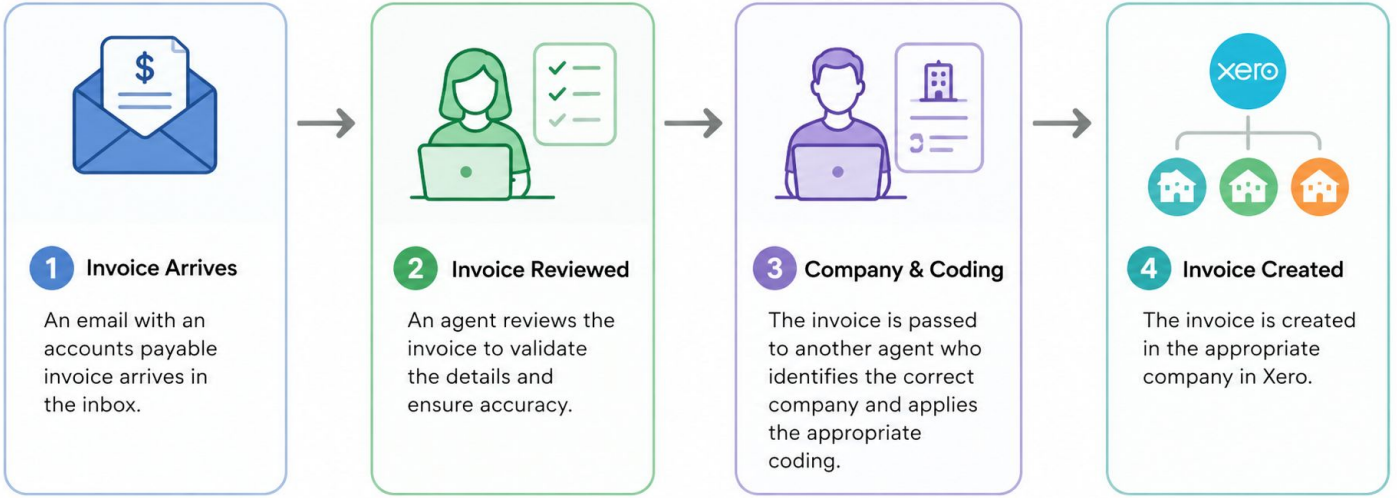 $
xero
1 Invoice Arrives
An email with an
accounts payable
invoice arrives in
the inbox.
2 Invoice Reviewed
An agent reviews the
invoice to validate
the details and
ensure accuracy.
3 Company & Coding
The invoice is passed
to another agent who
identifies the correct
company and applies
the appropriate
coding.
4 Invoice Created
The invoice is created
in the appropriate
company in Xero.